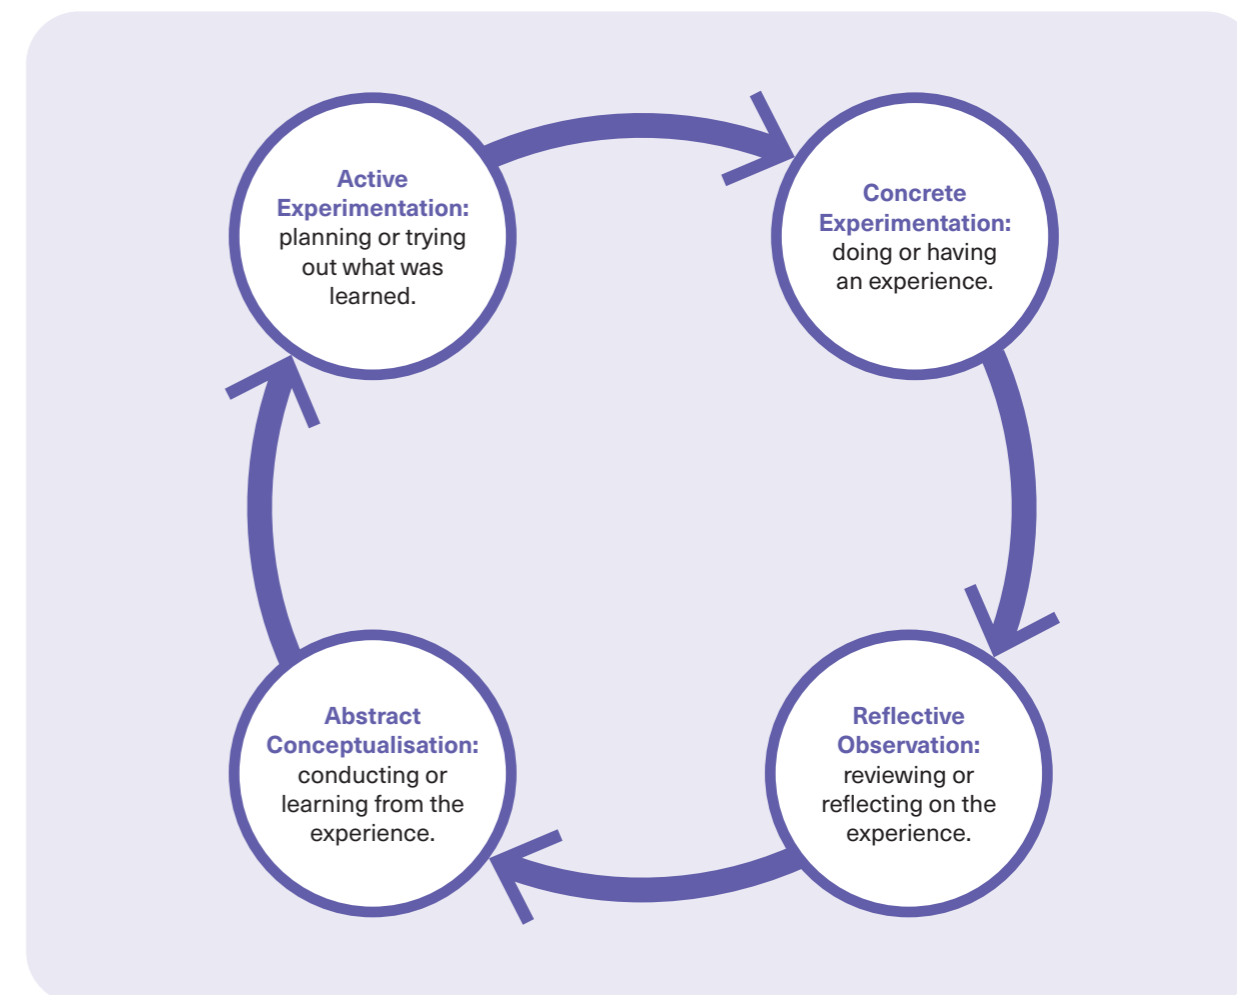 Active
Experimentation:
planning or trying
out what was
learned.
Concrete
Experimentation:
doing or having
an experience.
Abstract
Conceptualisation:
conducting or
learning from the
experience.
Reflective
Observation:
reviewing or
reflecting on the
experience.